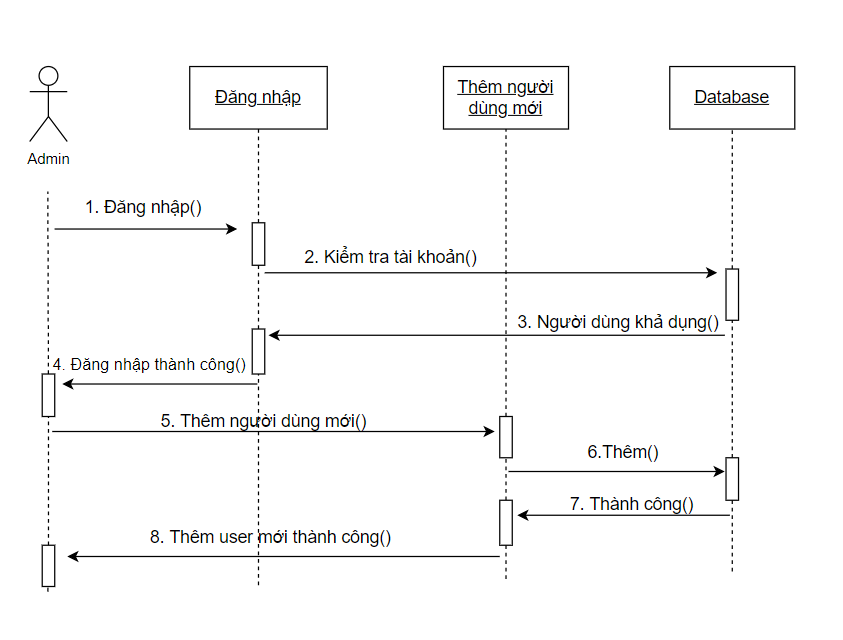 Đăng nhập
Thêm người
dùng mới
Database
Admin
1. Đăng nhập()
2. Kiểm tra tài khoản()
3. Người dùng khả dụng()
4. Đăng nhập thành công()
5. Thêm người dùng mới()
6.Thêm()
7. Thành công()
8. Thêm user mới thành công()